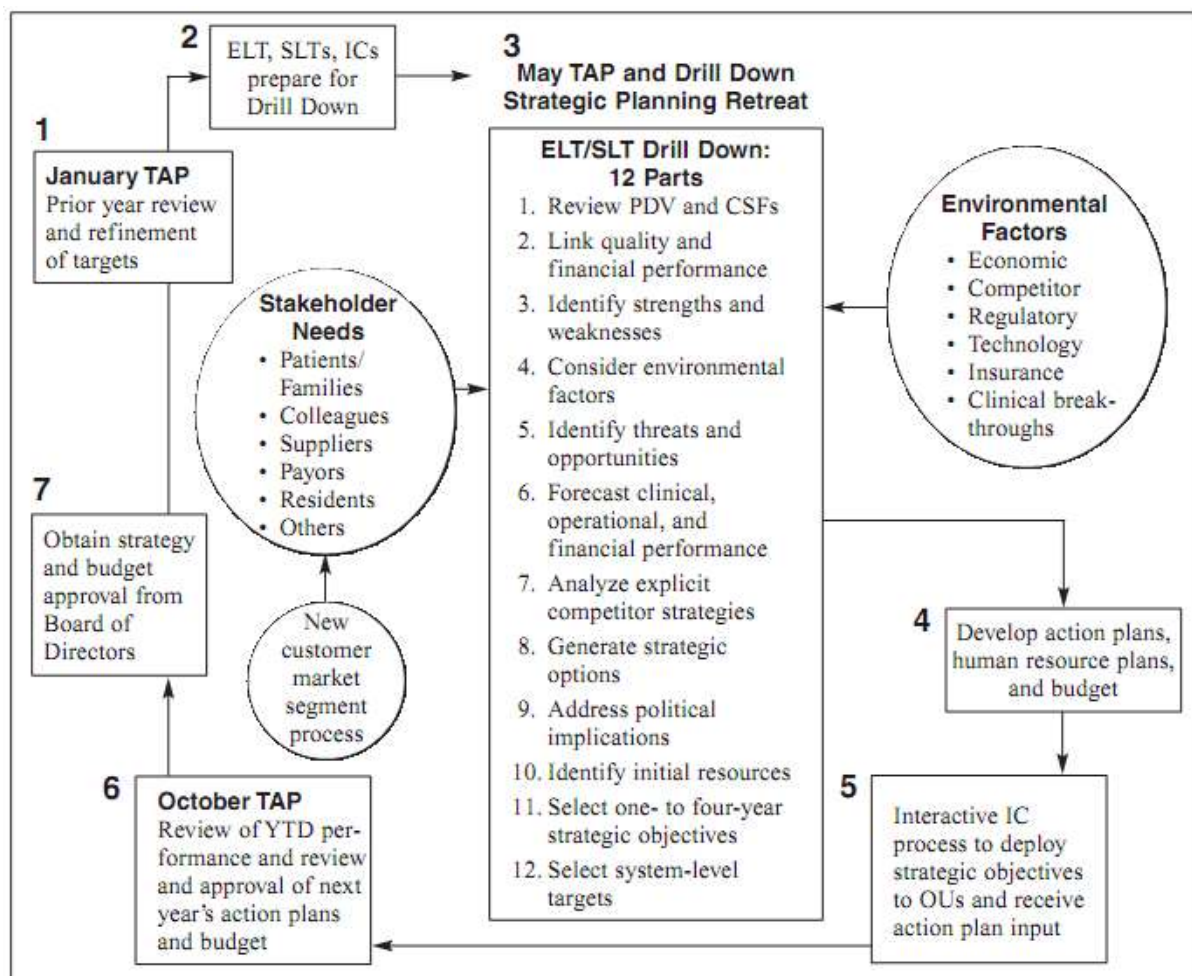 2
ELT, SLTs, ICs
prepare for
Drill Down
3
May TAP and Drill Down
Strategic Planning Retreat
1
January TAP
Prior year review
and refinement
of targets
ELT/SLT Drill Down:
12 Parts
1. Review PDV and CSFs
2. Link quality and
financial performance
3. Identify strengths and
weaknesses
4. Consider environmental
factors
5. Identify threats and
opportunities
6. Forecast clinical,
operational, and
financial performance
7. Analyze explicit
competitor strategies
8. Generate strategic
options
9. Address political
implications
10. Identify initial resources
11. Select one- to four-year
strategic objectives
12. Select system-level
targets
Environmental
Factors
• Economic
• Competitor
• Regulatory
• Technology
• Insurance
• Clinical break-
throughs
Stakeholder
Needs
• Patients/
Families
• Colleagues
• Suppliers
• Payors
• Residents
• Others
New
customer
market
segment
process
4
Develop action plans,
human resource plans,
and budget
5
Interactive IC
process to deploy
strategic objectives
to OUs and receive
action plan input
6
October TAP
Review of YTD per-
formance and review
and approval of next
year's action plans
and budget
7
Obtain strategy
and budget
approval from
Board of
Directors